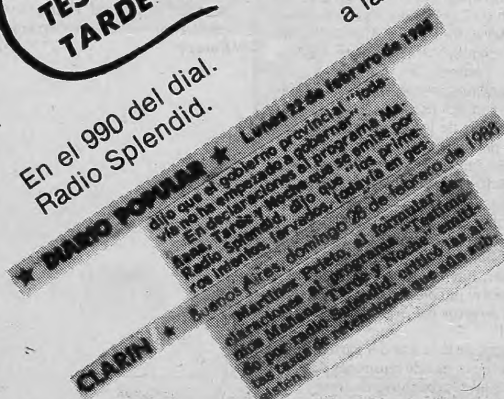 TES
TARDE
a la
En el 990 del dial.
Radio Splendid.
★ DIARIO POPULAR ★ Lunes 22 de febrero de 1988
dijo que el gobierno provincial "toda-
vía no ha empezado a gobernar".
En declaraciones al programa Ma-
ñana, Tarde Y Noche que se emite por
Radio Splendid, dijo que "los prime-
ros intentos, larvados, todavía en ges
CLARIN ★ Buenos Aires, domingo 28 de febrero de 1988
Martínez Prieto, al formular de-
claraciones al programa "Testimo-
nios Mañana, Tarde y Noche" emiti-
do por radio Splendid, criticó las al-
tas tasas de retenciones que aún sub-
sisten.